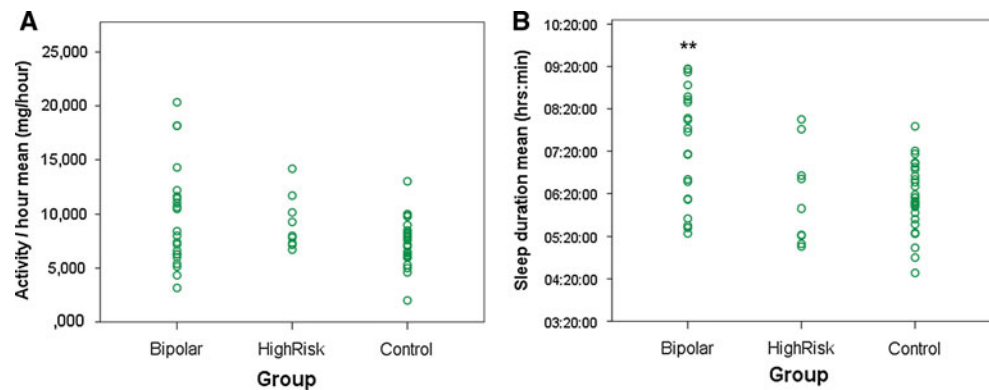 A
Activity / hour mean (mg/hour)
25,000
20,000
15,000
10,000
5,000
,000
Bipolar HighRisk Control
Group
B
Sleep duration mean (hrs:min)
10:20:00
09:20:00
08:20:00
07:20:00
06:20:00
05:20:00
04:20:00
03:20:00
**
Bipolar HighRisk Control
Group